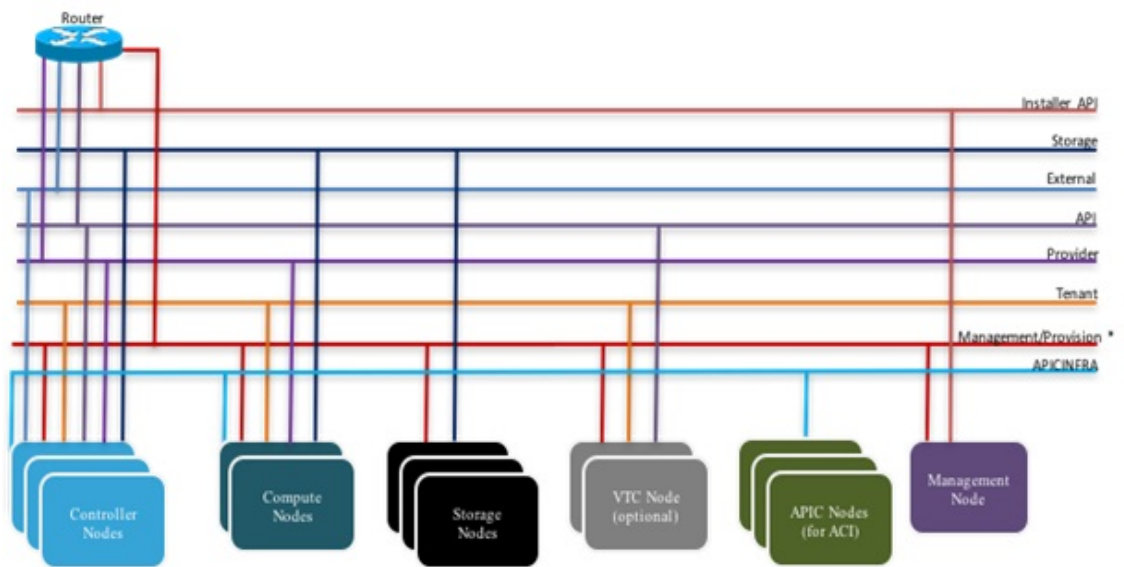 Router
Installer API
Storage
External
API
Provider
Tenant
Management/Provision *
APICINFRA
Controller
Nodes
Compute
Nodes
Storage
Nodes
VTC Node
(optional)
APIC Nodes
(for ACI)
Management
Node